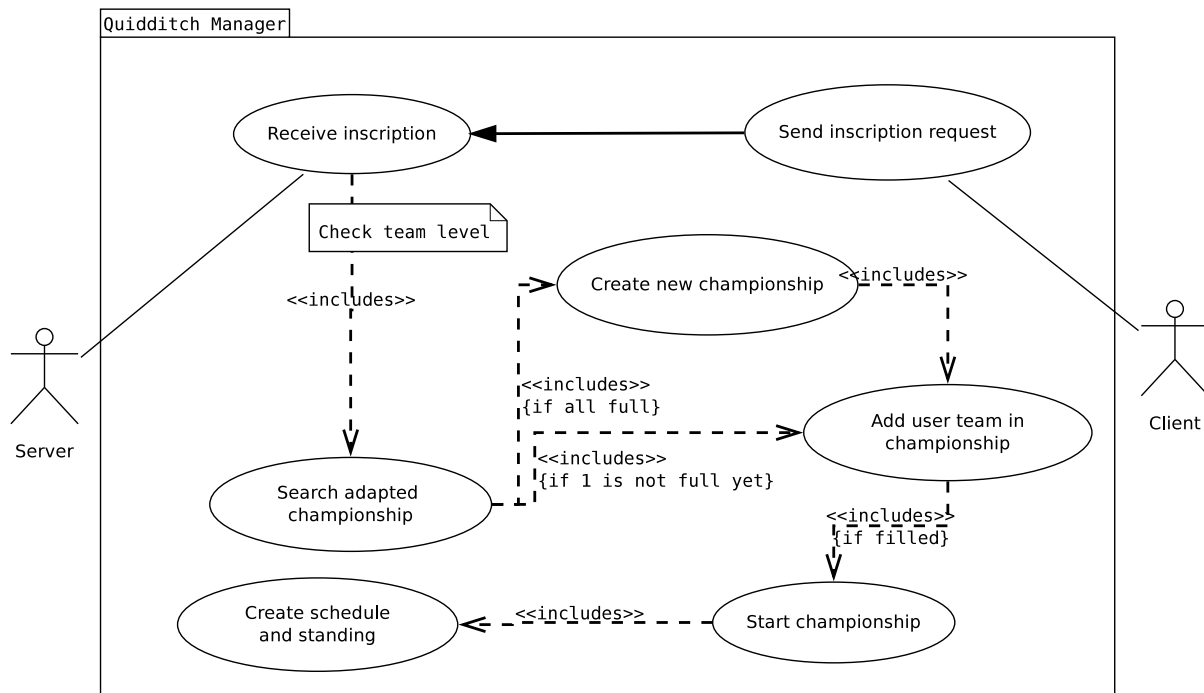 Quidditch Manager
Receive inscription
Send inscription request
Check team level
Create new championship
<<includes>>
<<includes>>
<<includes>>
{if all full}
Server
Client
Add user team in
championship
<<includes>>
{if 1 is not full yet}
Search adapted
championship
<<includes>>
{if filled}
Create schedule
and standing
<<includes>>
Start championship